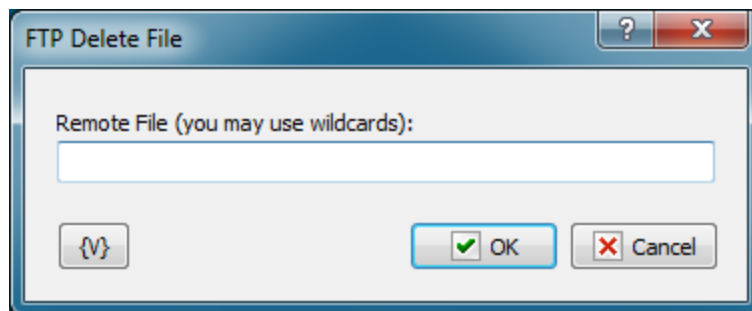 FTP Delete File
?
Remote File (you may use wildcards):
{V}
OK
Cancel